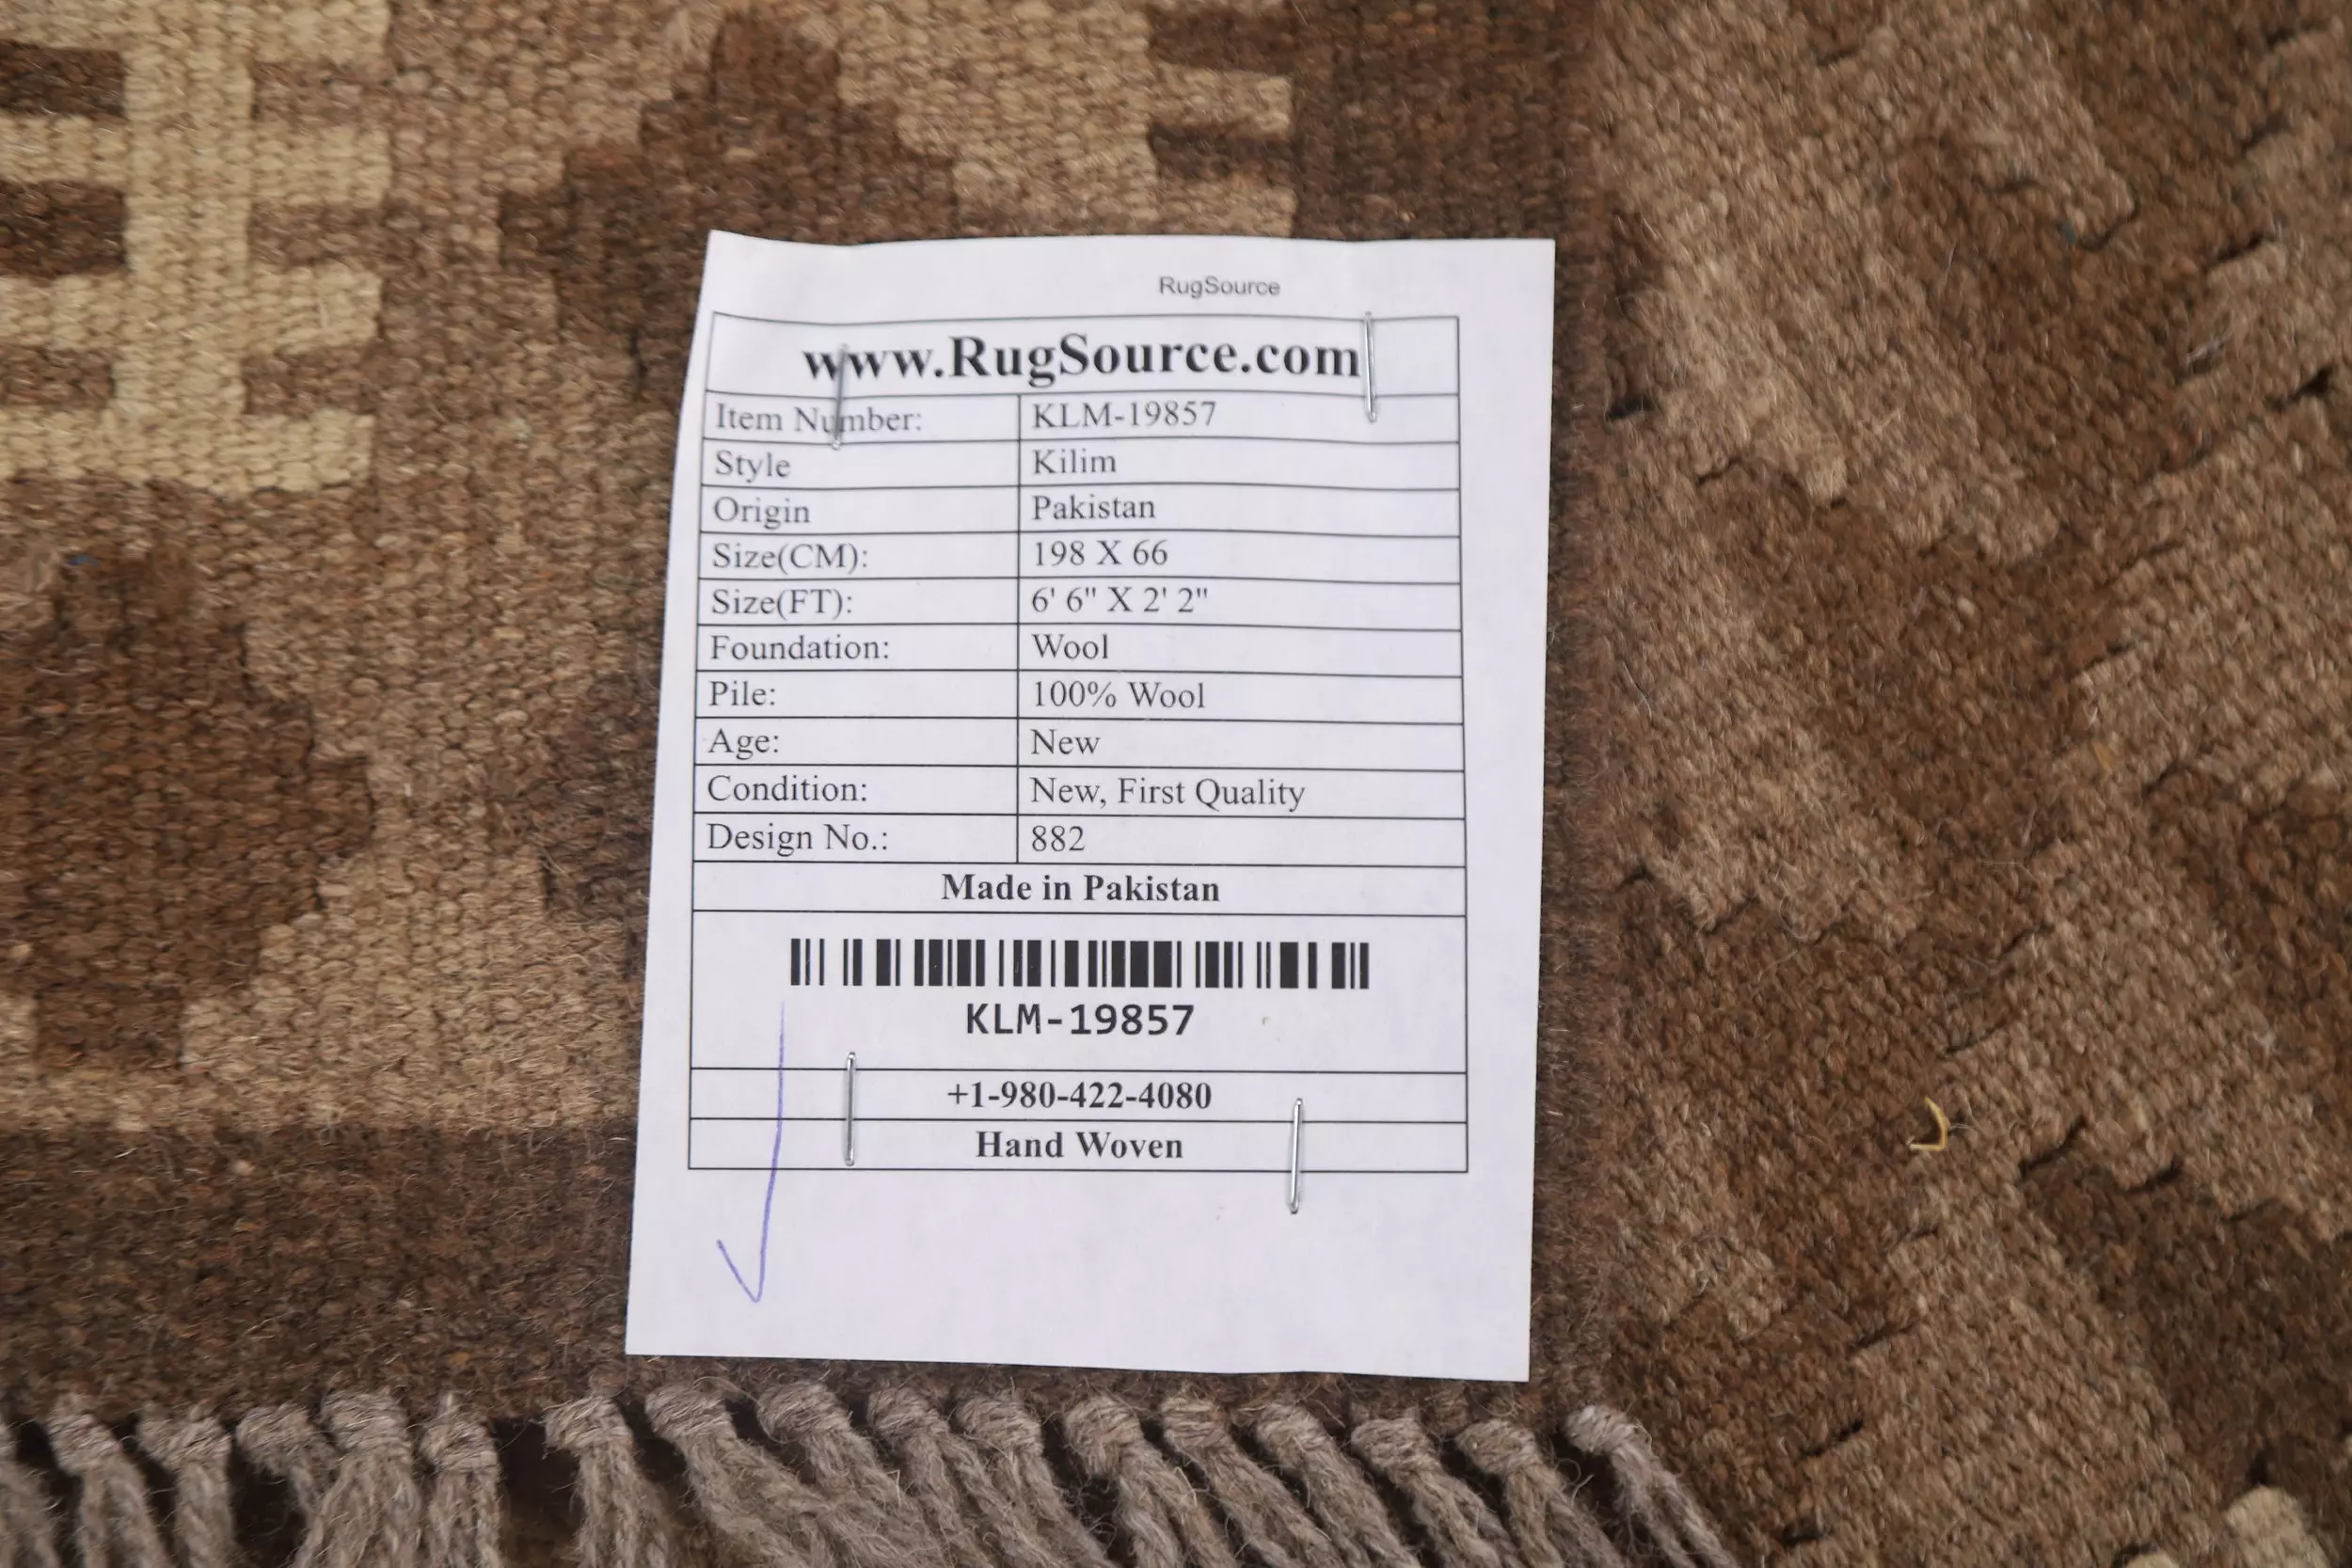 RugSource
www.RugSource.com
Item Number: KLM-19857
Style Kilim
Origin Pakistan
Size(CM): 198 X 66
Size(FT): 6' 6" X 2' 2"
Foundation: Wool
Pile: 100% Wool
Age: New
Condition: New, First Quality
Design No.: 882
Made in Pakistan
KLM-19857
+1-980-422-4080
Hand Woven